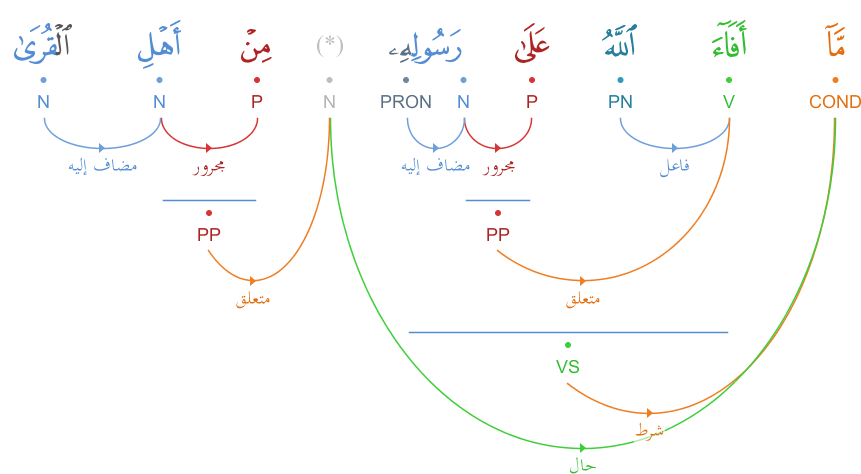 مَّآ أَفَآءَ ٱللَّهُ عَلَىٰ رَسُولِهِۦ (*) مِنْ أَهْلِ ٱلْقُرَىٰ
COND V PN P N PRON N P N N
فاعل مجرور مضاف إليه مجرور مضاف إليه
PP PP
متعلق متعلق
VS
شرط
حال